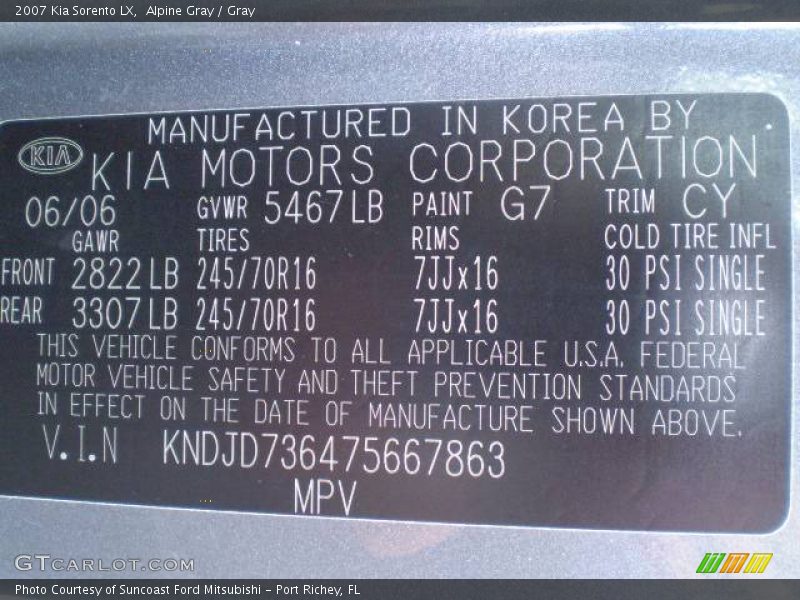 2007 Kia Sorento LX,  Alpine Gray / Gray
MANUFACTURED IN KOREA BY
KIA KIA MOTORS CORPORATION
06/06 GVWR 5467LB PAINT G7 TRIM CY
GAWR TIRES RIMS COLD TIRE INFL
FRONT 2822LB 245/70R16 7JJx16 30 PSI SINGLE
REAR 3307LB 245/70R16 7JJx16 30 PSI SINGLE
THIS VEHICLE CONFORMS TO ALL APPLICABLE U.S.A. FEDERAL
MOTOR VEHICLE SAFETY AND THEFT PREVENTION STANDARDS
IN EFFECT ON THE DATE OF MANUFACTURE SHOWN ABOVE.
V.I.N KNDJD736475667863
MPV
GTCARLOT.COM
Photo Courtesy of Suncoast Ford Mitsubishi - Port Richey, FL